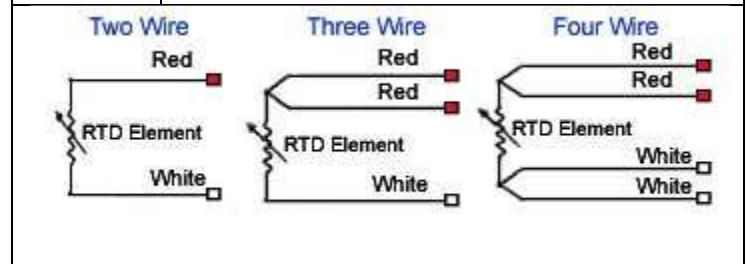 Two Wire
Red
RTD Element
White
Three Wire
Red
Red
RTD Element
White
Four Wire
Red
Red
RTD Element
White
White